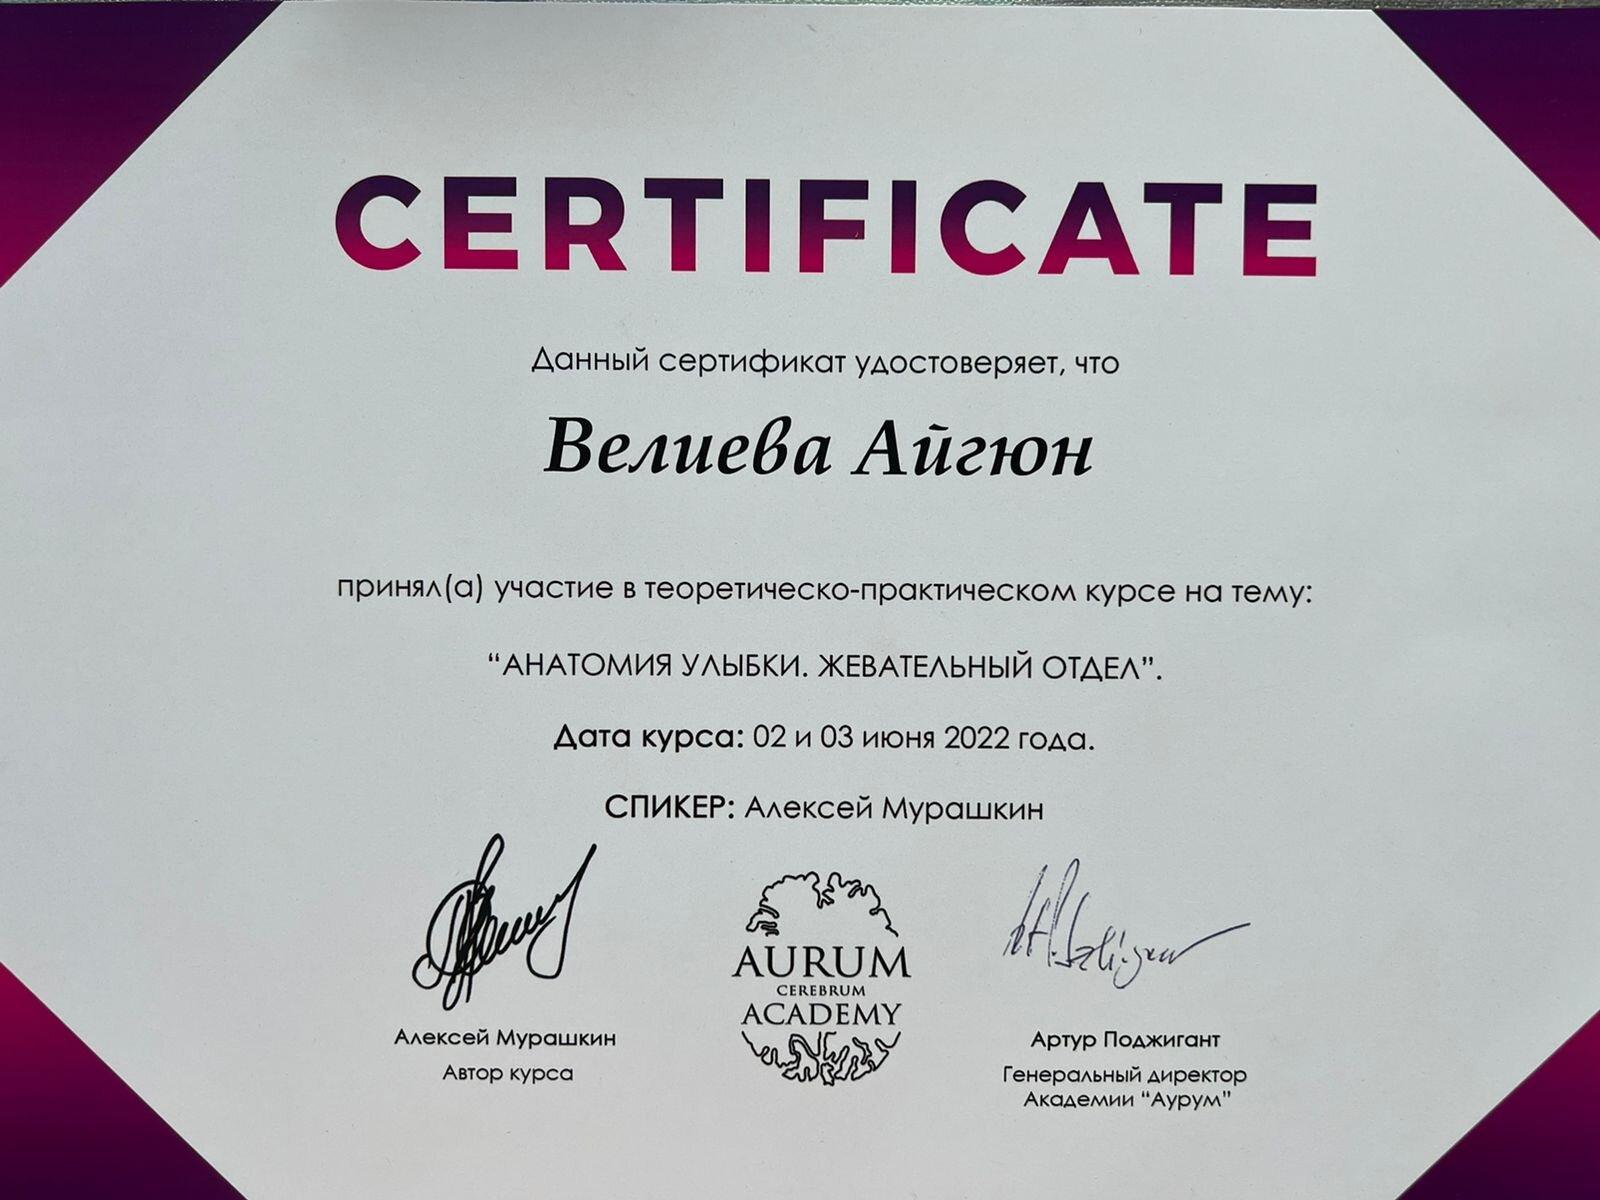 CERTIFICATE
Данный сертификат удостоверяет, что
Велиева Айгюн
принял(а) участие в теоретическо-практическом курсе на тему:
“АНАТОМИЯ УЛЫБКИ. ЖЕВАТЕЛЬНЫЙ ОТДЕЛ”.
Дата курса: 02 и 03 июня 2022 года.
СПИКЕР: Алексей Мурашкин
AURUM
CEREBRUM
ACADEMY
Алексей Мурашкин
Автор курса
Артур Поджигант
Генеральный директор
Академии “Аурум”